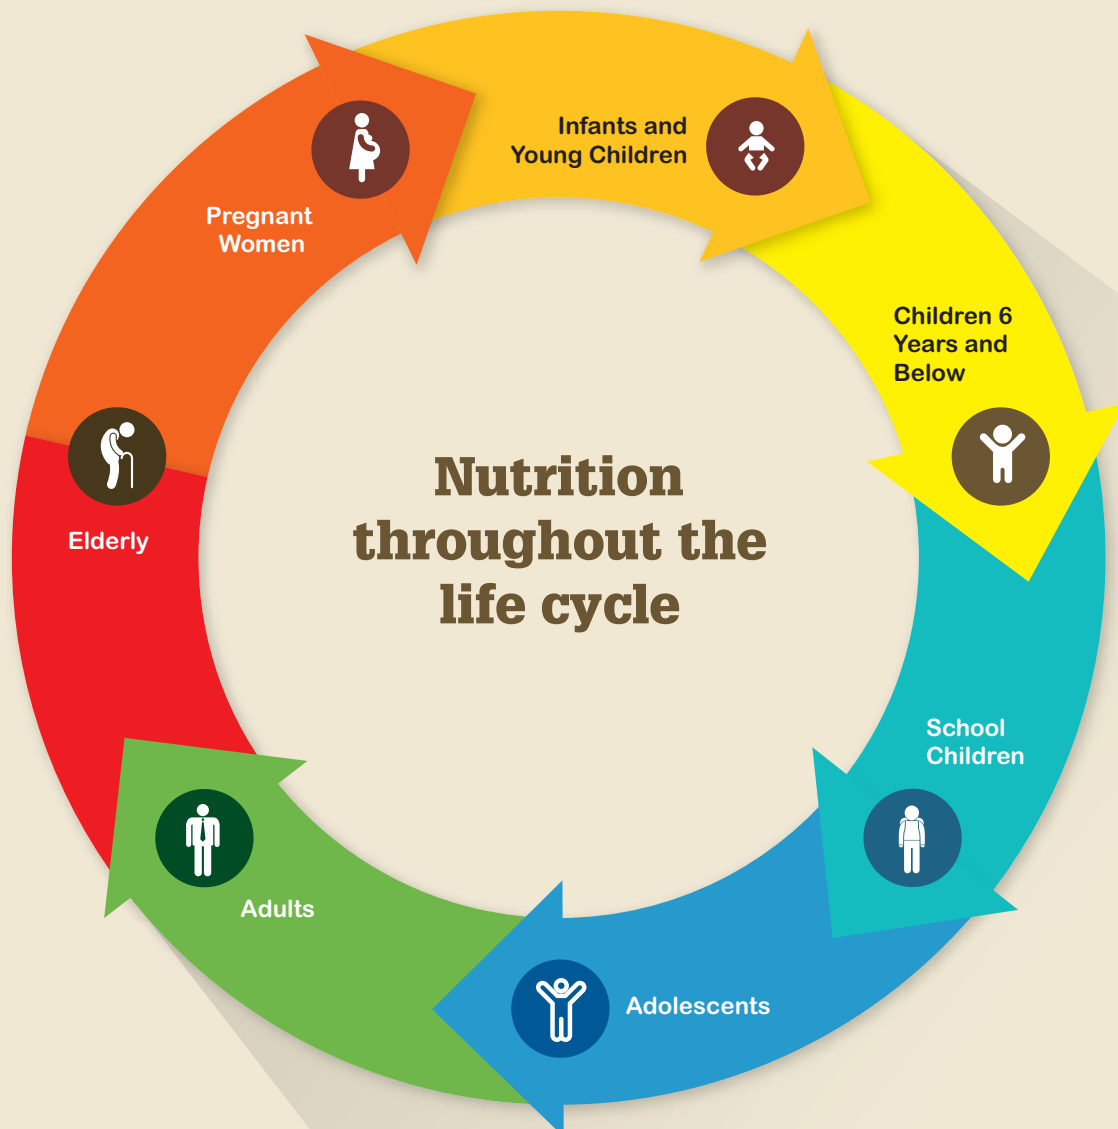 Infants and
Young Children
Pregnant
Women
Children 6
Years and
Below
Nutrition
throughout the
life cycle
Elderly
School
Children
Adults
Adolescents